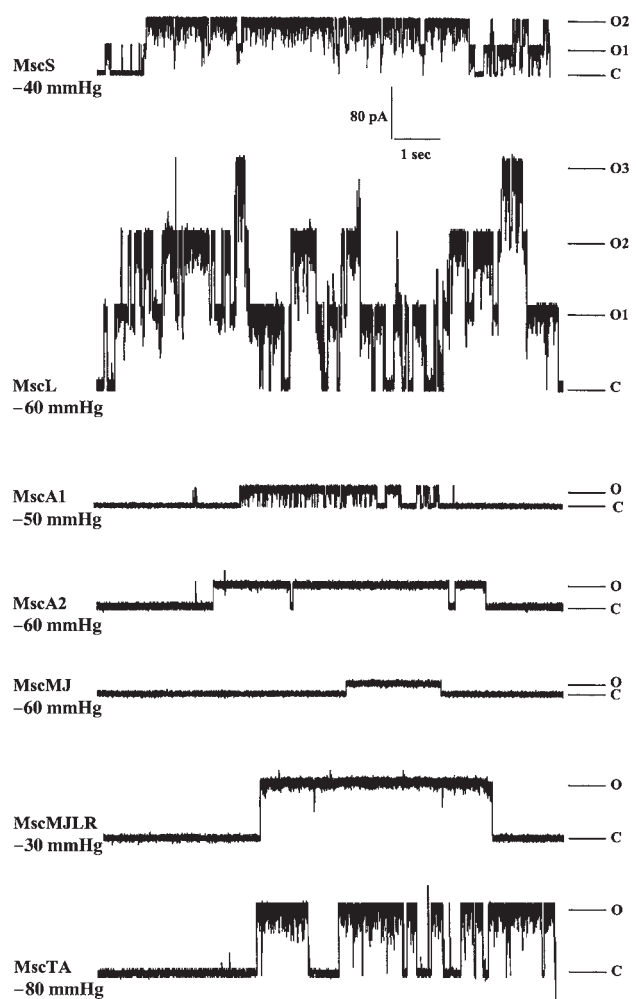 O2
O1
MscS
C
−40 mmHg
80 pA
1 sec
O3
O2
O1
MscL
C
−60 mmHg
MscA1
O
−50 mmHg
C
MscA2
O
−60 mmHg
C
MscMJ
O
−60 mmHg
C
O
MscMJLR
C
−30 mmHg
O
MscTA
C
−80 mmHg